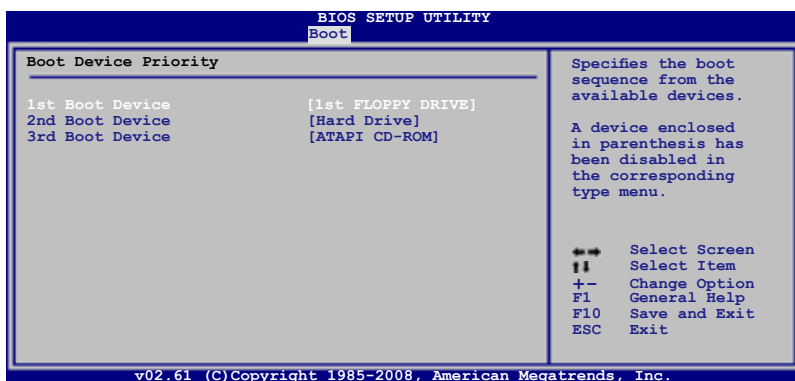 BIOS SETUP UTILITY
Boot
Boot Device Priority
1st Boot Device [1st FLOPPY DRIVE]
2nd Boot Device [Hard Drive]
3rd Boot Device [ATAPI CD-ROM]
Specifies the boot
sequence from the
available devices.
A device enclosed
in parenthesis has
been disabled in
the corresponding
type menu.
←→ Select Screen
↑↓ Select Item
+- Change Option
F1 General Help
F10 Save and Exit
ESC Exit
v02.61 (C)Copyright 1985-2008, American Megatrends, Inc.